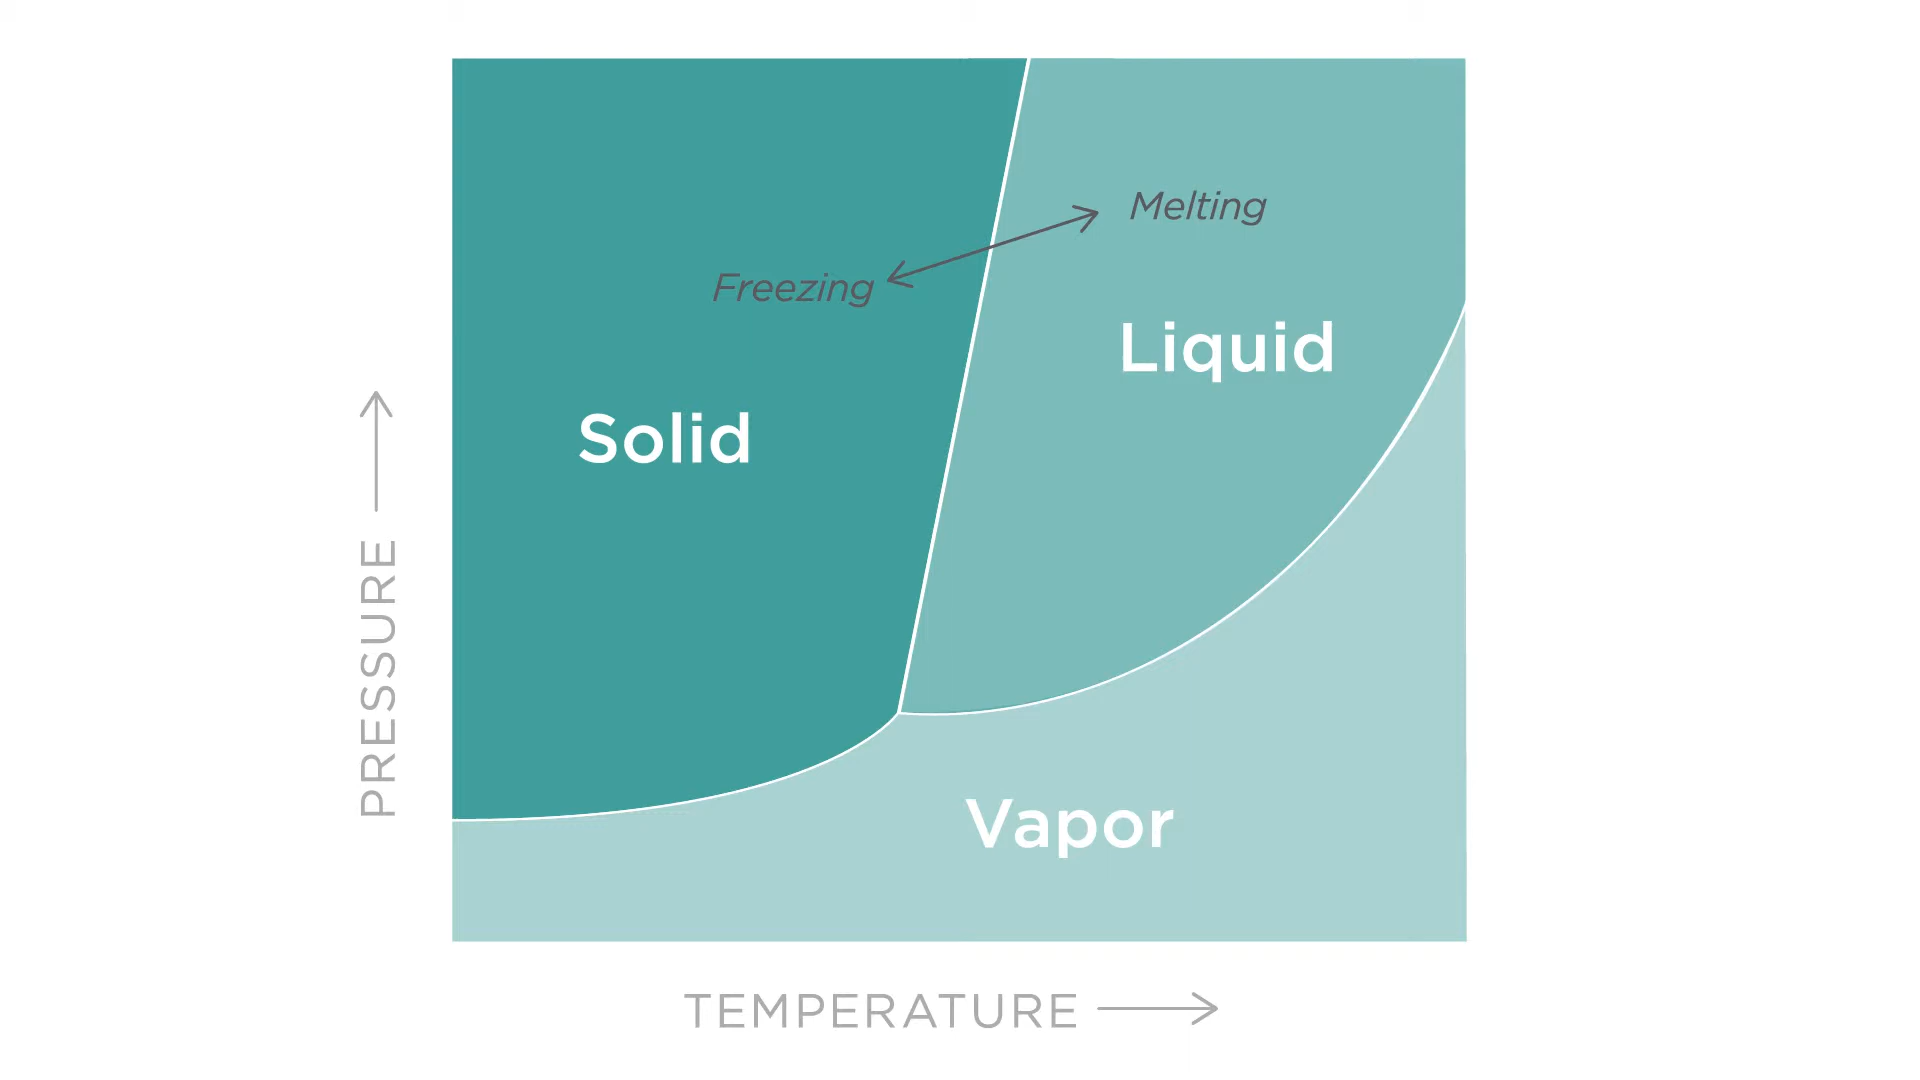 Melting
Freezing
Liquid
Solid
PRESSURE
Vapor
TEMPERATURE